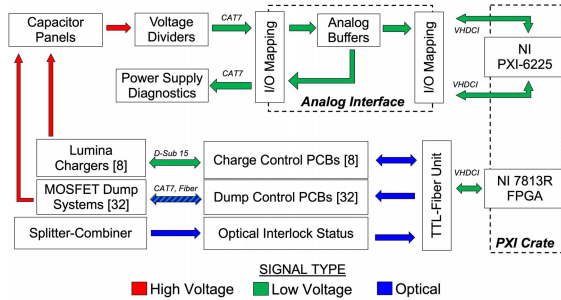 Capacitor
Panels
Voltage
Dividers
CAT7
I/O Mapping
Analog
Buffers
I/O Mapping
VHDCI
NI
PXI-6225
VHDCI
Power Supply
Diagnostics
CAT7
Analog Interface
Lumina
Chargers [8]
D-Sub 15
Charge Control PCBs [8]
TTL-Fiber Unit
VHDCI
NI 7813R
FPGA
MOSFET Dump
Systems [32]
CAT7, Fiber
Dump Control PCBs [32]
Splitter-Combiner
Optical Interlock Status
PXI Crate
SIGNAL TYPE
High Voltage
Low Voltage
Optical